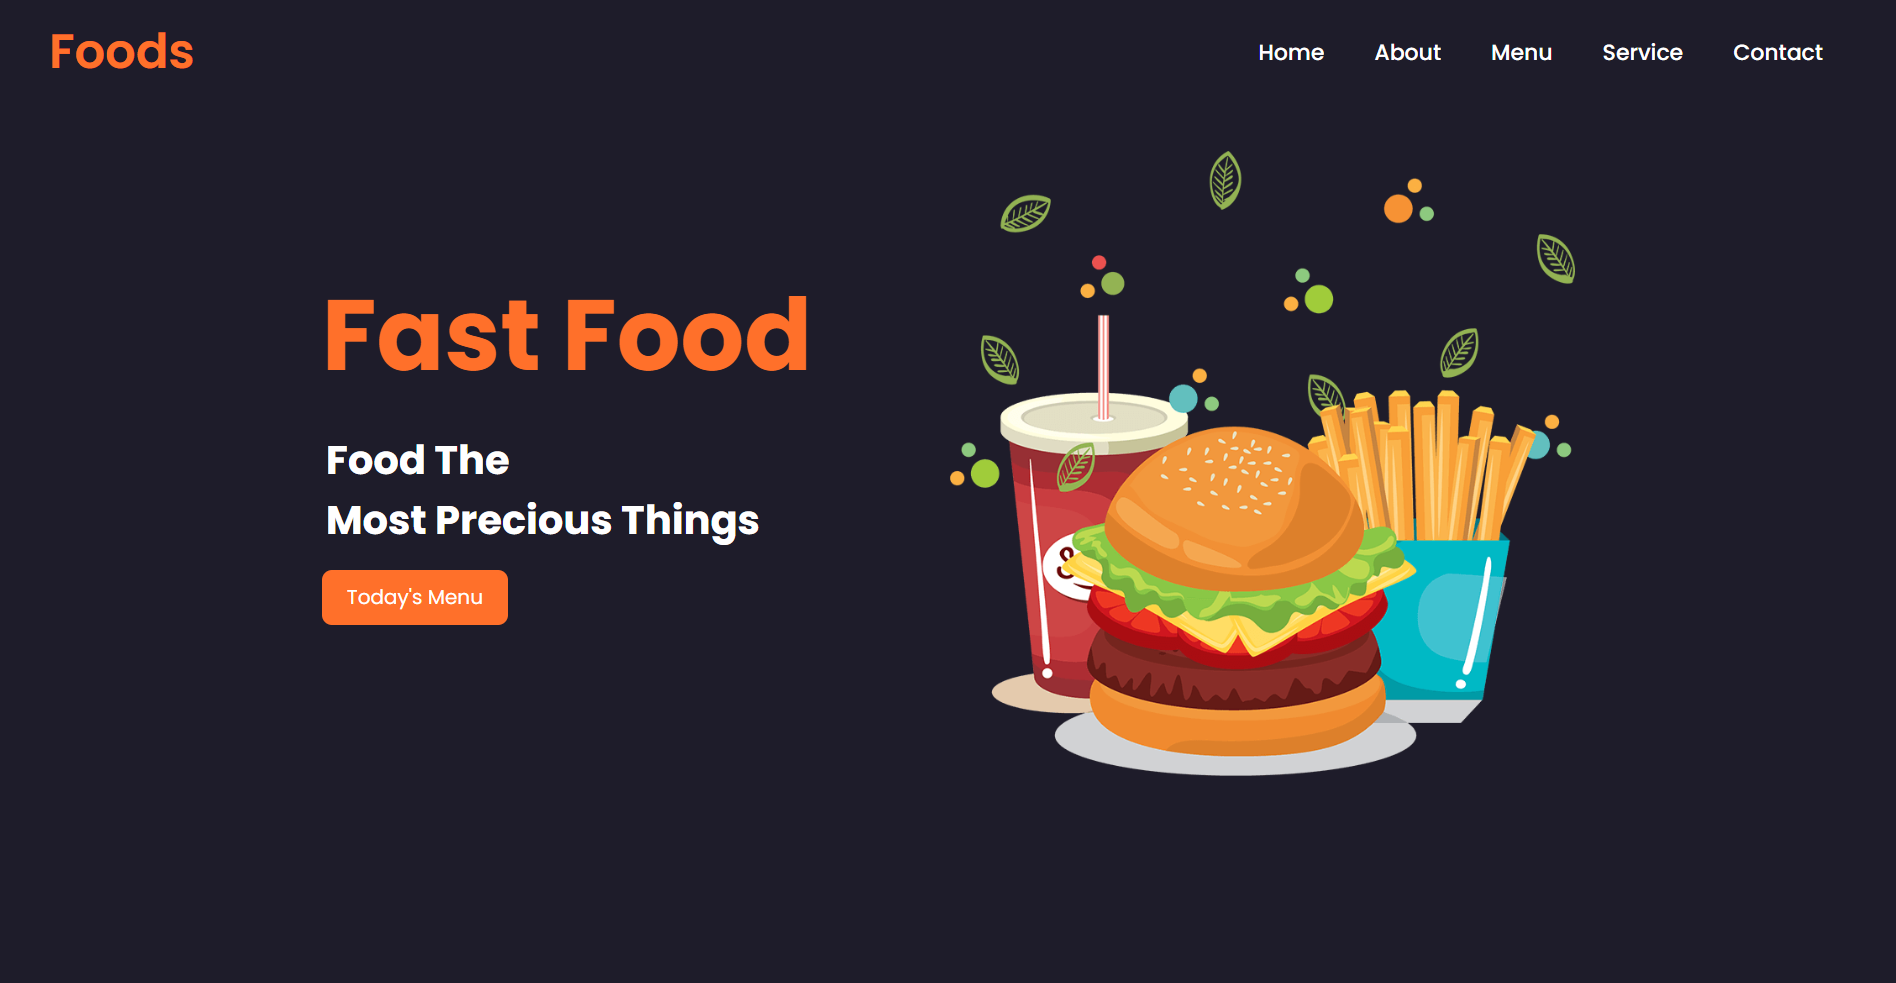 Foods
Home About Menu Service Contact
Fast Food
Food The
Most Precious Things
Today's Menu